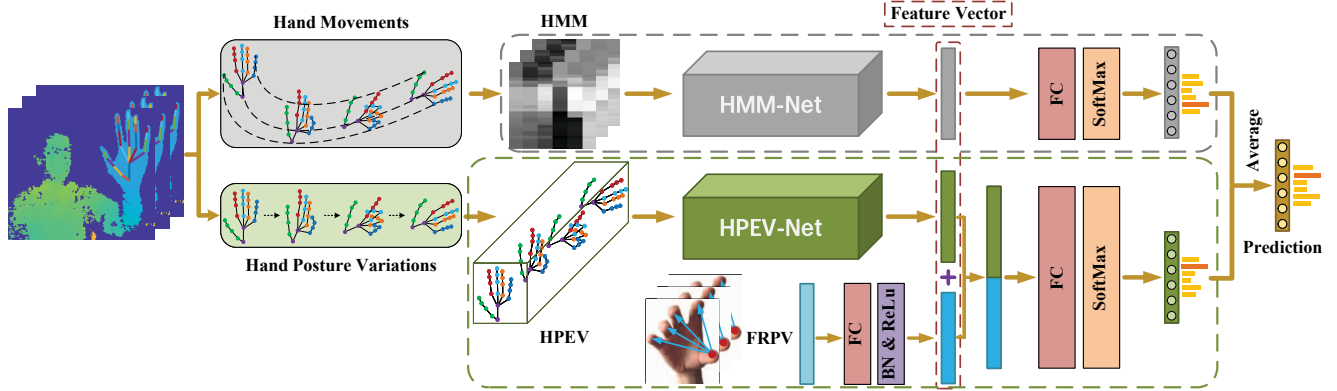 Hand Movements
HMM
Feature Vector
HMM-Net
FC
SoftMax
Average
Hand Posture Variations
HPEV
HPEV-Net
FRPV
FC
BN & ReLu
+
FC
SoftMax
Prediction